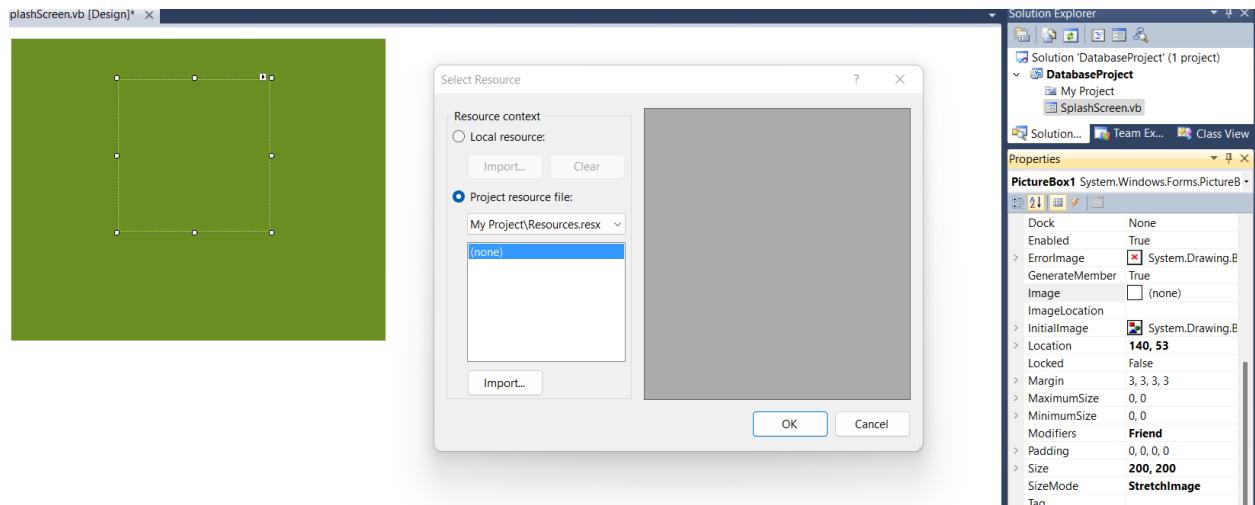 plashScreen.vb [Design]*
Select Resource
Resource context
Local resource:
Import...
Clear
Project resource file:
My Project\Resources.resx
(none)
Import...
OK
Cancel
Solution Explorer
Solution 'DatabaseProject' (1 project)
DatabaseProject
My Project
SplashScreen.vb
Solution...
Team Ex...
Class View
Properties
PictureBox1 System.Windows.Forms.PictureB
Dock None
Enabled True
ErrorImage System.Drawing.B
GenerateMember True
Image (none)
ImageLocation
InitialImage System.Drawing.B
Location 140, 53
Locked False
Margin 3, 3, 3, 3
MaximumSize 0, 0
MinimumSize 0, 0
Modifiers Friend
Padding 0, 0, 0, 0
Size 200, 200
SizeMode StretchImage
Tag